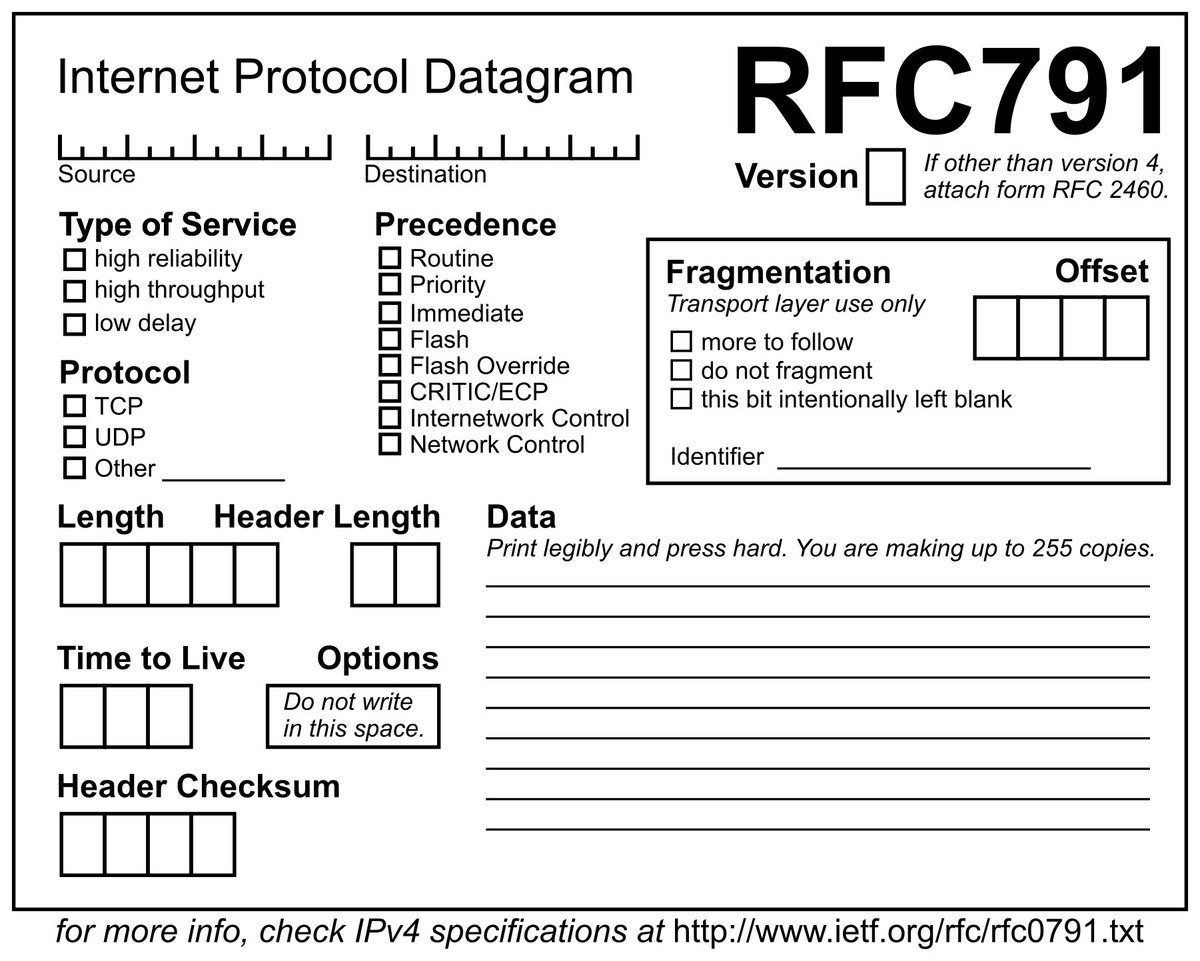 Internet Protocol Datagram
RFC791
Source
Destination
Version
If other than version 4,
attach form RFC 2460.
Type of Service
high reliability
high throughput
low delay
Precedence
Routine
Priority
Immediate
Flash
Flash Override
CRITIC/ECP
Internetwork Control
Network Control
Fragmentation
Offset
Transport layer use only
more to follow
do not fragment
this bit intentionally left blank
Identifier
Protocol
TCP
UDP
Other
Length
Header Length
Data
Print legibly and press hard. You are making up to 255 copies.
Time to Live
Options
Do not write
in this space.
Header Checksum
for more info, check IPv4 specifications at http://www.ietf.org/rfc/rfc0791.txt